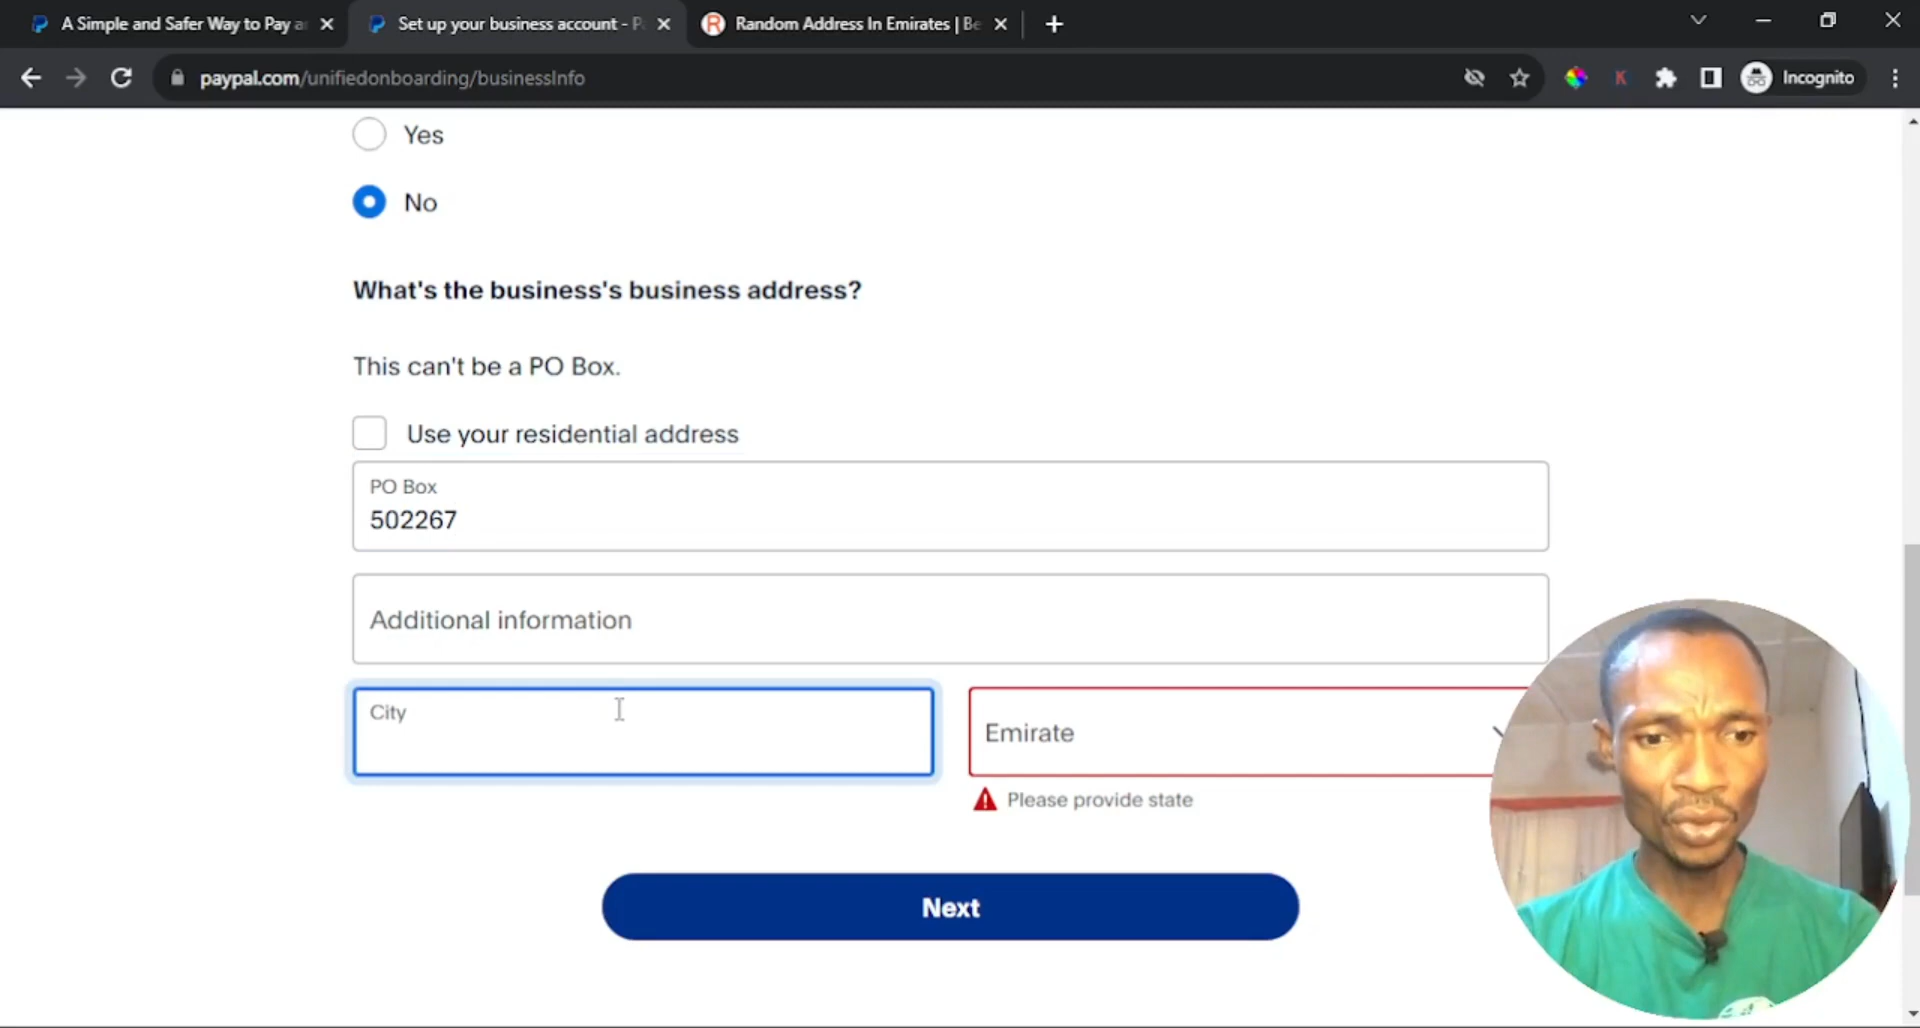 A Simple and Safer Way to Pay a
Set up your business account - P
Random Address In Emirates | Be
paypal.com/unifiedonboarding/businessInfo
K
Incognito
Yes
No
What's the business's business address?
This can't be a PO Box.
Use your residential address
PO Box
502267
Additional information
City
Emirate
Please provide state
Next